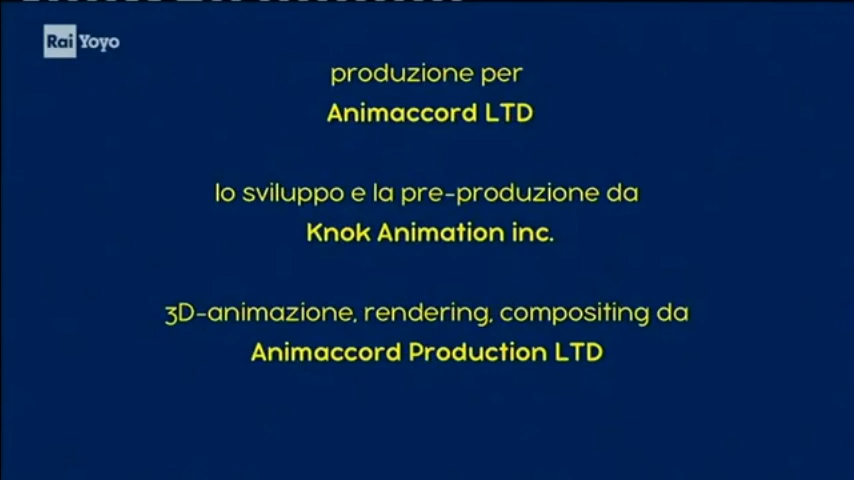 Rai Yoyo
produzione per
Animaccord LTD
lo sviluppo e la pre-produzione da
Knok Animation inc.
3D-animazione, rendering, compositing da
Animaccord Production LTD